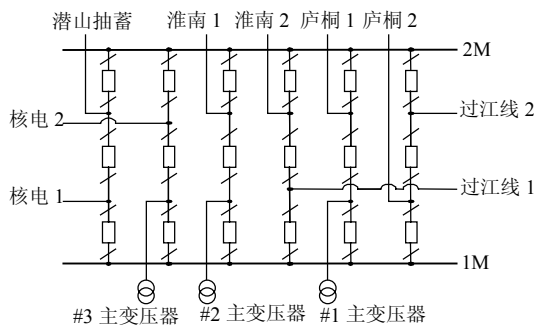 潜山抽蓄
淮南 1
淮南 2
庐桐 1
庐桐 2
2M
过江线 2
核电 2
核电 1
过江线 1
1M
#3 主变压器
#2 主变压器
#1 主变压器